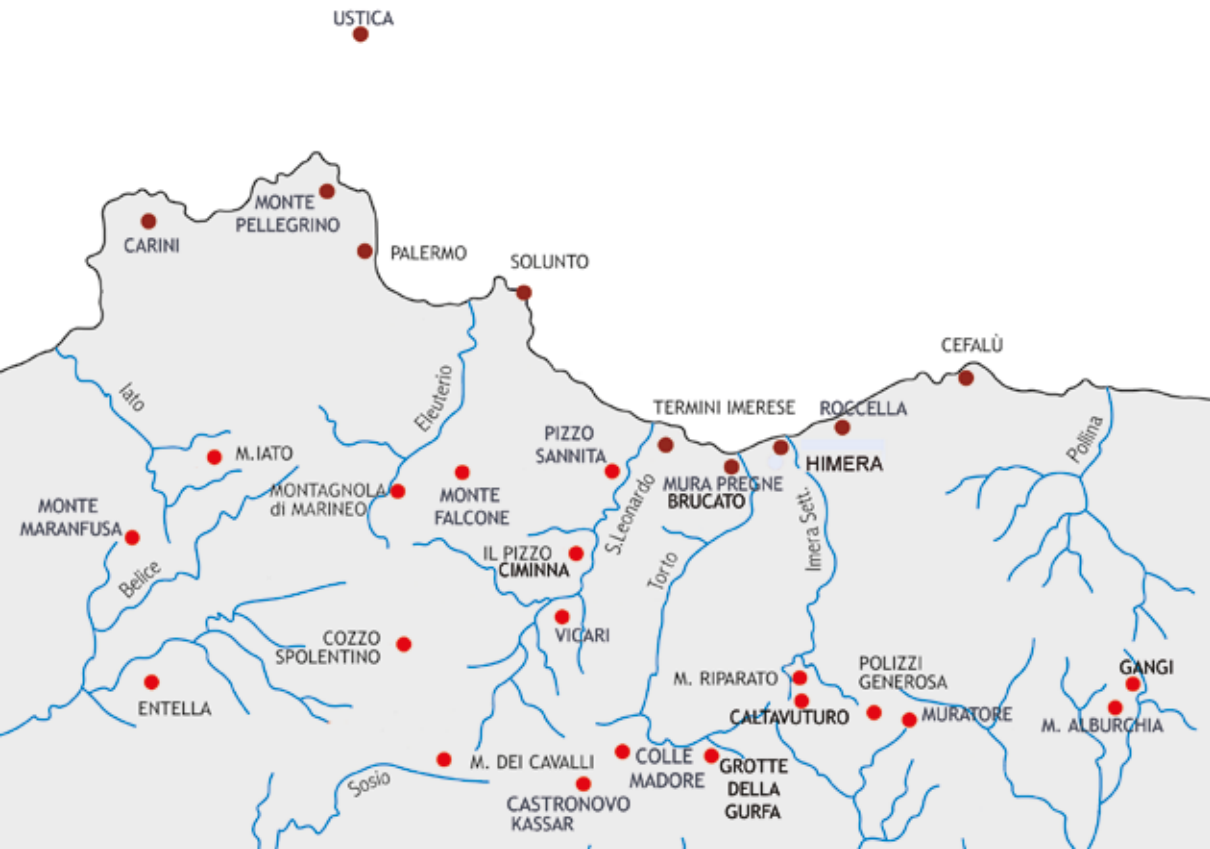 USTICA
MONTE
PELLEGRINO
CARINI
PALERMO
SOLUNTO
CEFALÙ
Iato
Eleuterio
TERMINI IMERESE
ROCCELLA
Pollina
PIZZO
SANNITA
M.IATO
HIMERA
MURA PREGNE
BRUCATO
MONTAGNOLA
di MARINEO
MONTE
FALCONE
MONTE
MARANFUSA
S.Leonardo
Imera Sett.
IL PIZZO
CIMINNA
Belice
Torto
VICARI
COZZO
SPOLENTINO
M. RIPARATO
POLIZZI
GENEROSA
GANGI
ENTELLA
CALTAVUTURO
MURATORE
M. ALBURCHIA
M. DEI CAVALLI
COLLE
MADORE
GROTTE
DELLA
GURFA
Sosio
CASTRONOVO
KASSAR